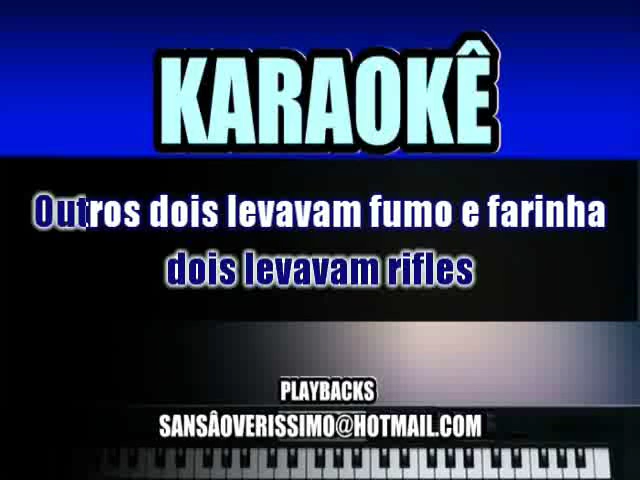 KARAOKÊ
Outros dois levavam fumo e farinha
dois levavam rifles
PLAYBACKS
SANSÂOVERISSIMO@HOTMAIL.COM